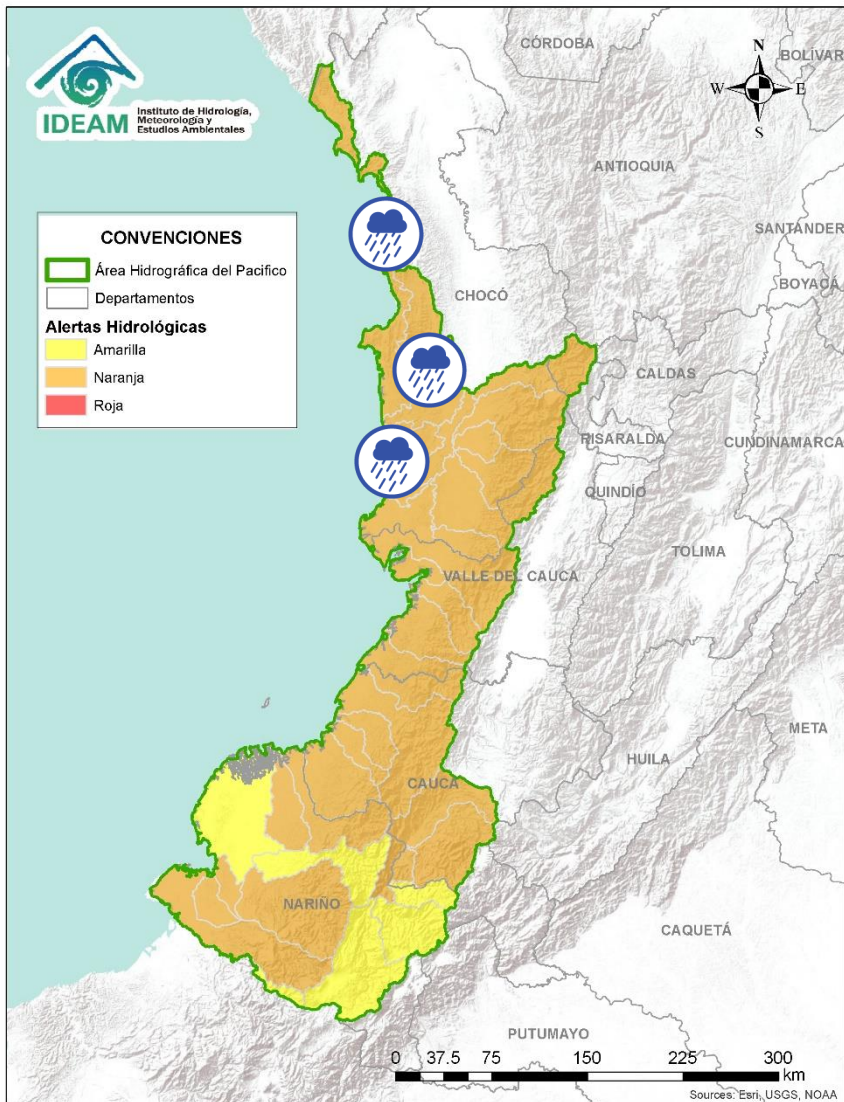 IDEAM
Instituto de Hidrología,
Meteorología y
Estudios Ambientales
CÓRDOBA
BOLÍVAR
N
W
E
S
ANTIOQUIA
SANTANDER
BOYACÁ
CONVENCIONES
Área Hidrográfica del Pacifico
Departamentos
Alertas Hidrológicas
Amarilla
Naranja
Roja
CHOCÓ
CALDAS
RISARALDA
CUNDINAMARCA
QUINDÍO
TOLIMA
VALLE DEL CAUCA
META
HUILA
CAUCA
NARIÑO
CAQUETÁ
PUTUMAYO
0 37.5 75 150 225 300
km
Sources: Esri, USGS, NOAA